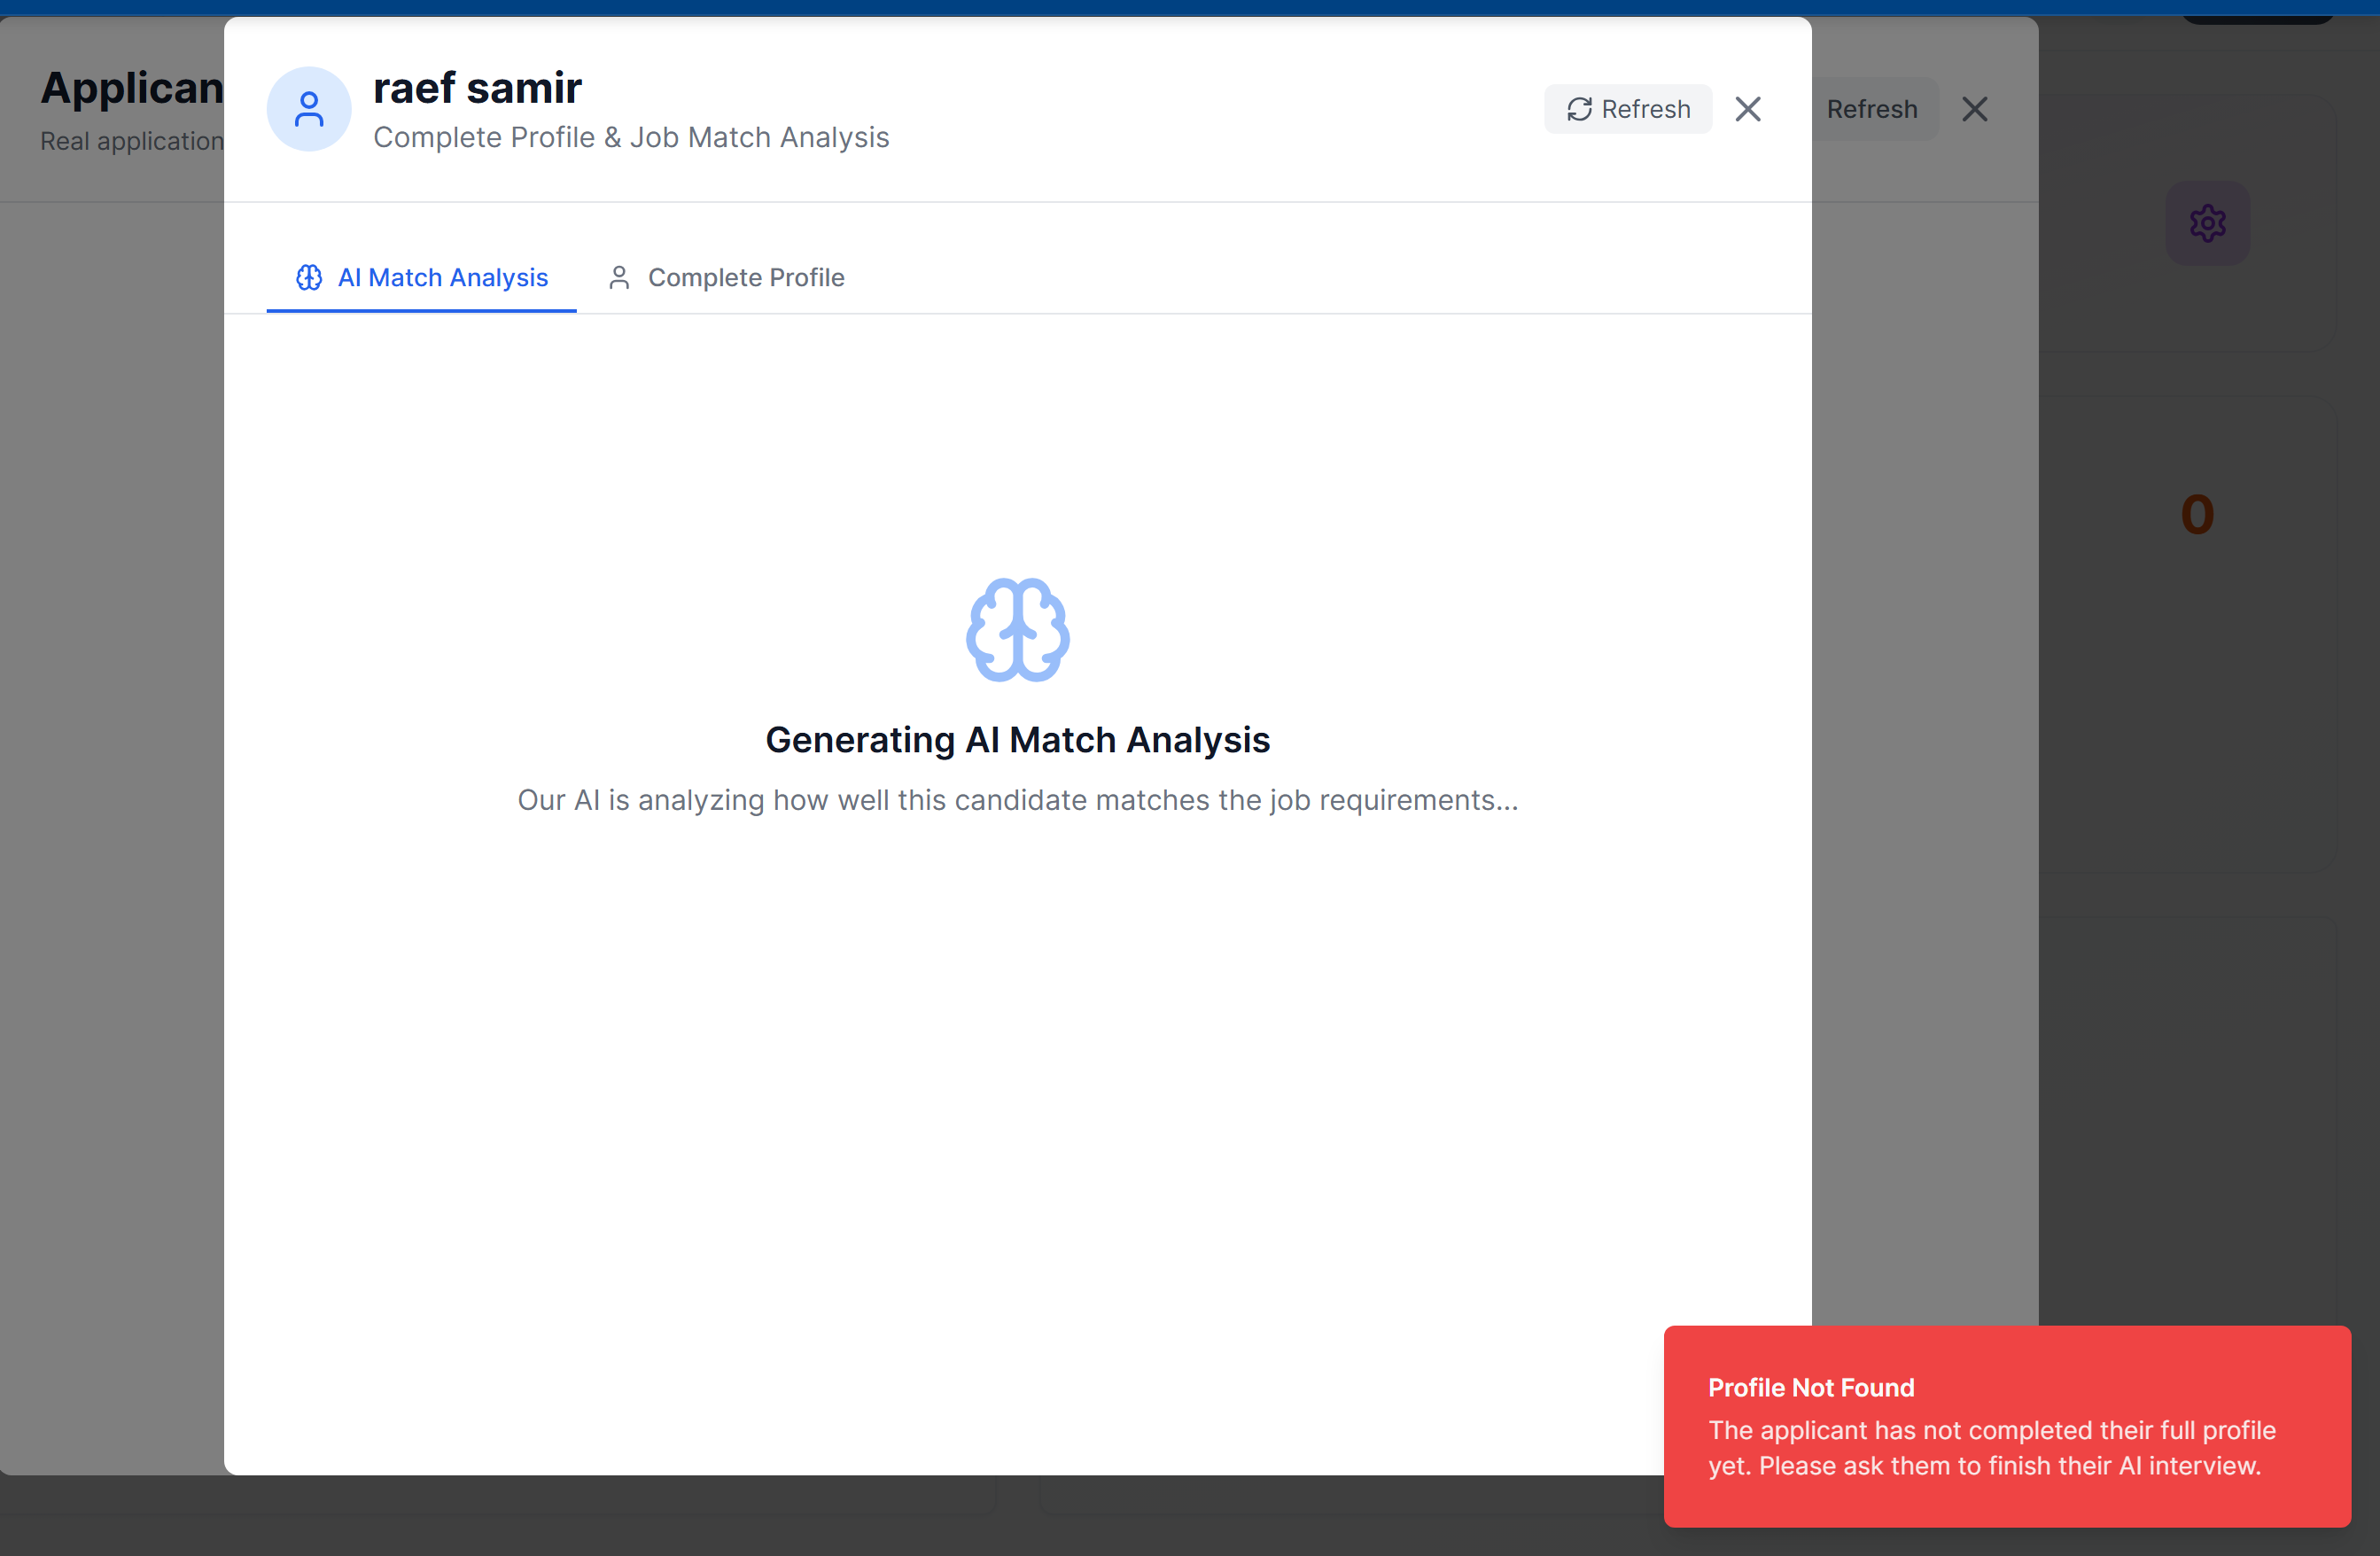 Applican
Real application
raef samir
Complete Profile & Job Match Analysis
Refresh
Refresh
AI Match Analysis
Complete Profile
0
Generating AI Match Analysis
Our AI is analyzing how well this candidate matches the job requirements...
Profile Not Found
The applicant has not completed their full profile
yet. Please ask them to finish their AI interview.